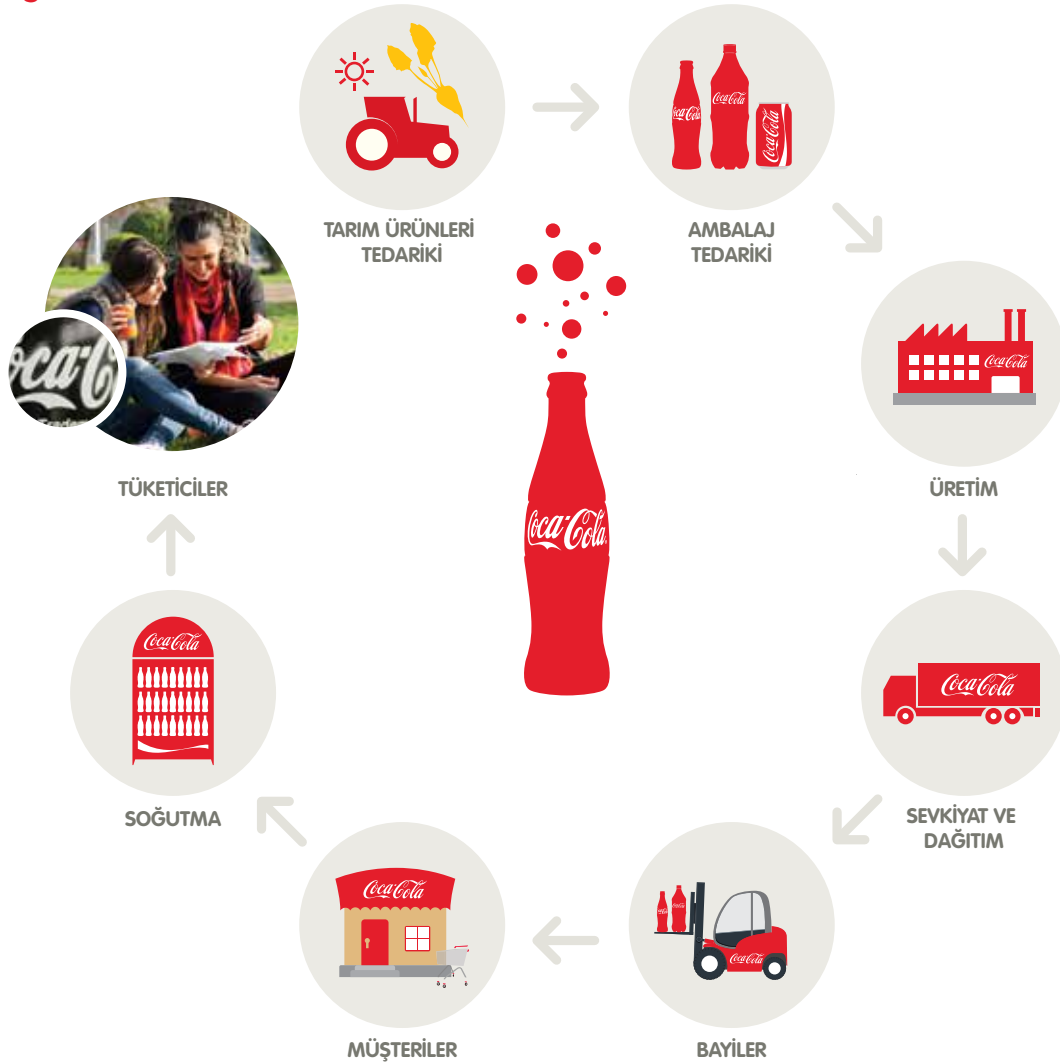 Coca-Cola
Coca-Cola
Coca-Cola
TARIM ÜRÜNLERİ
TEDARİKİ
AMBALAJ
TEDARİKİ
Coca-Cola
oca-C
TÜKETİCİLER
ÜRETİM
Coca-Cola
Coca-Cola
Coca-Cola
SOĞUTMA
SEVKİYAT VE
DAĞITIM
Coca-Cola
Coca-Cola
MÜŞTERİLER
BAYİLER